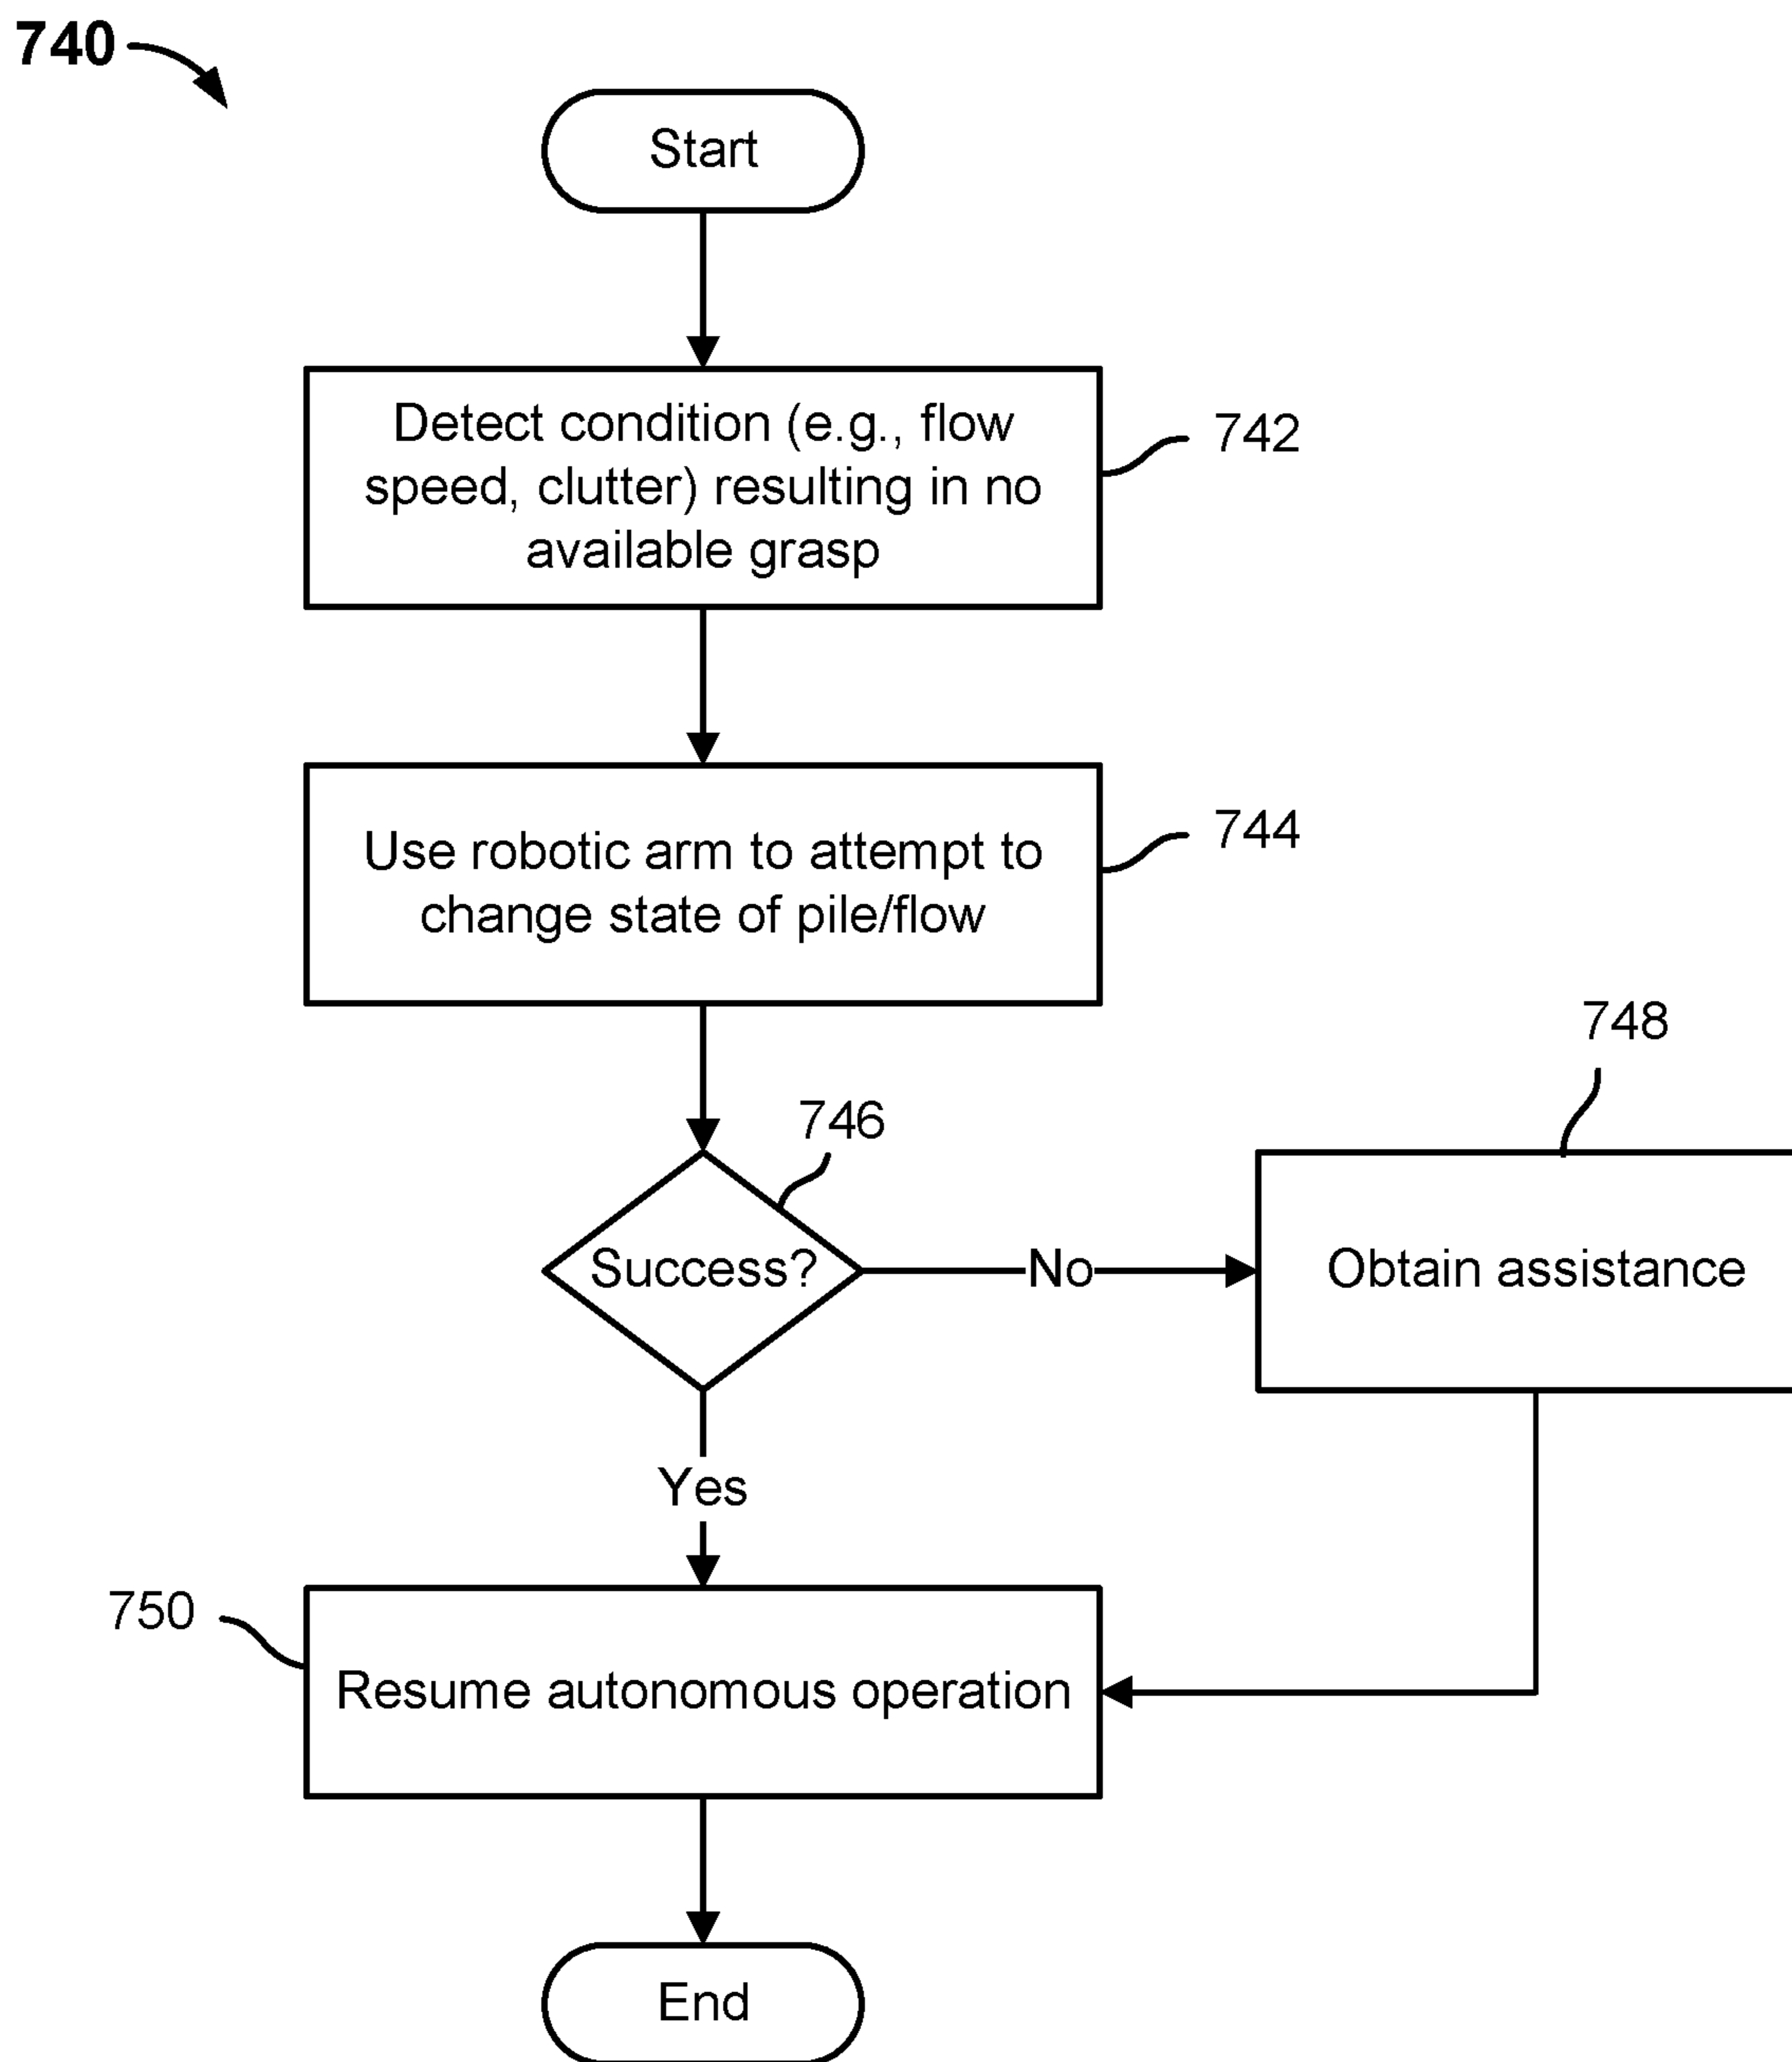 740
Start
Detect condition (e.g., flow
speed, clutter) resulting in no
available grasp
742
Use robotic arm to attempt to
change state of pile/flow
744
746
748
Success?
No
Obtain assistance
Yes
750
Resume autonomous operation
End